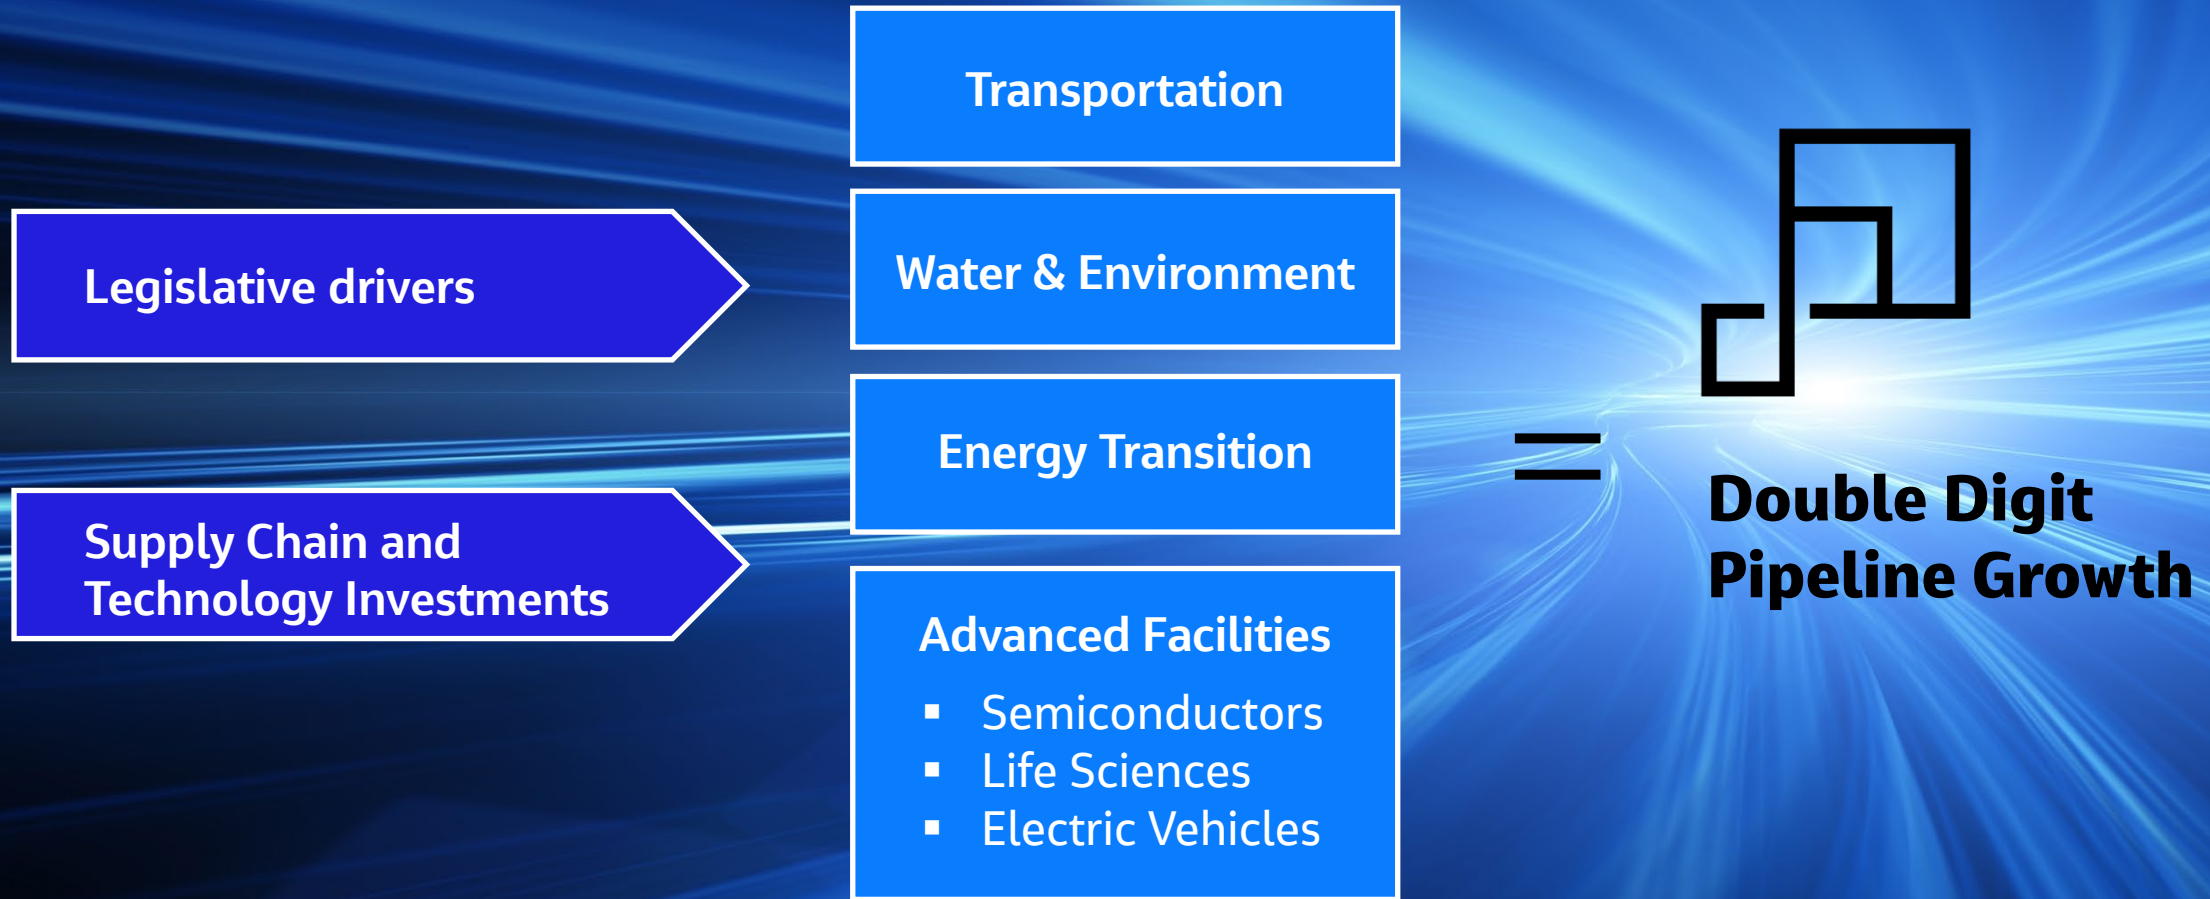 Legislative drivers
Supply Chain and
Technology Investments
Transportation
Water & Environment
Energy Transition
Advanced Facilities
▪ Semiconductors
▪ Life Sciences
▪ Electric Vehicles
=
Double Digit
Pipeline Growth